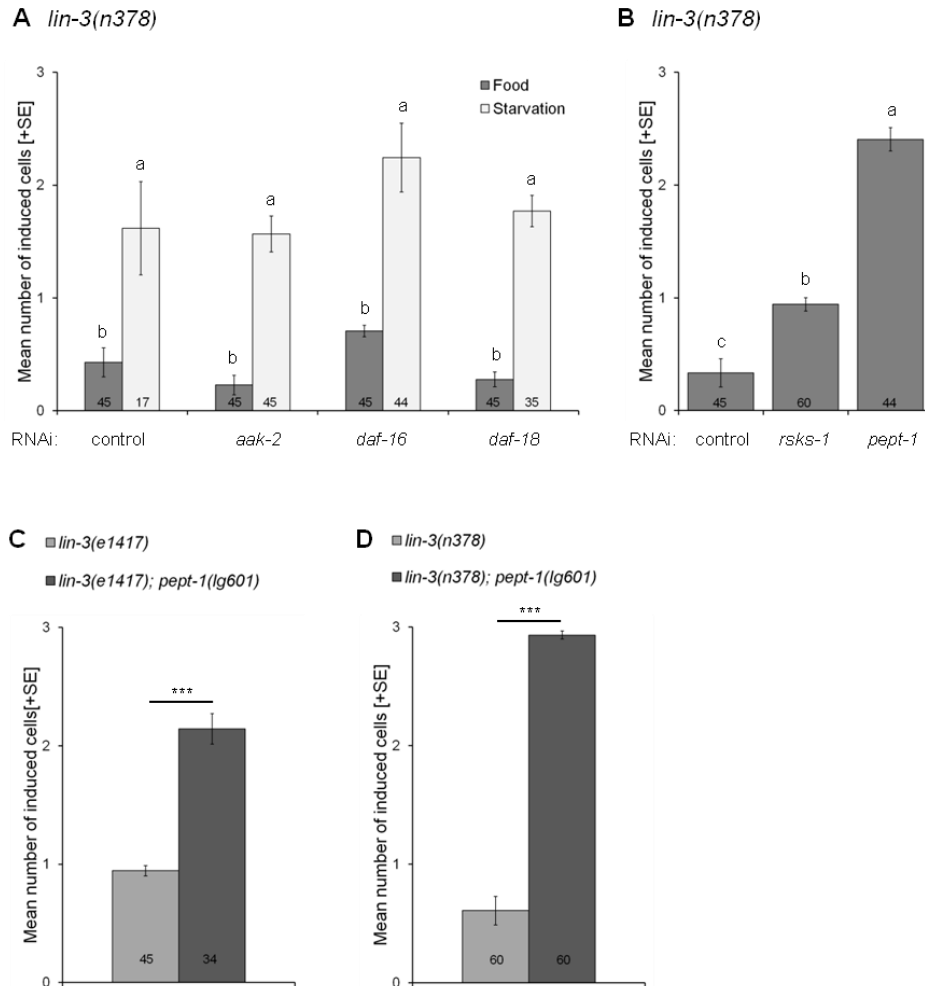 A lin-3(n378)
Mean number of induced cells [+SE]
3
2
1
0
Food
Starvation
b
a
b
a
b
a
b
a
45 17 45 45 45 44 45 35
RNAi: control aak-2 daf-16 daf-18
B lin-3(n378)
Mean number of induced cells [+SE]
3
2
1
0
c
b
a
45 60 44
RNAi: control rsks-1 pept-1
C lin-3(e1417)
lin-3(e1417); pept-1(lg601)
Mean number of induced cells[+SE]
3
2
1
0
***
45 34
D lin-3(n378)
lin-3(n378); pept-1(lg601)
Mean number of induced cells [+SE]
3
2
1
0
***
60 60